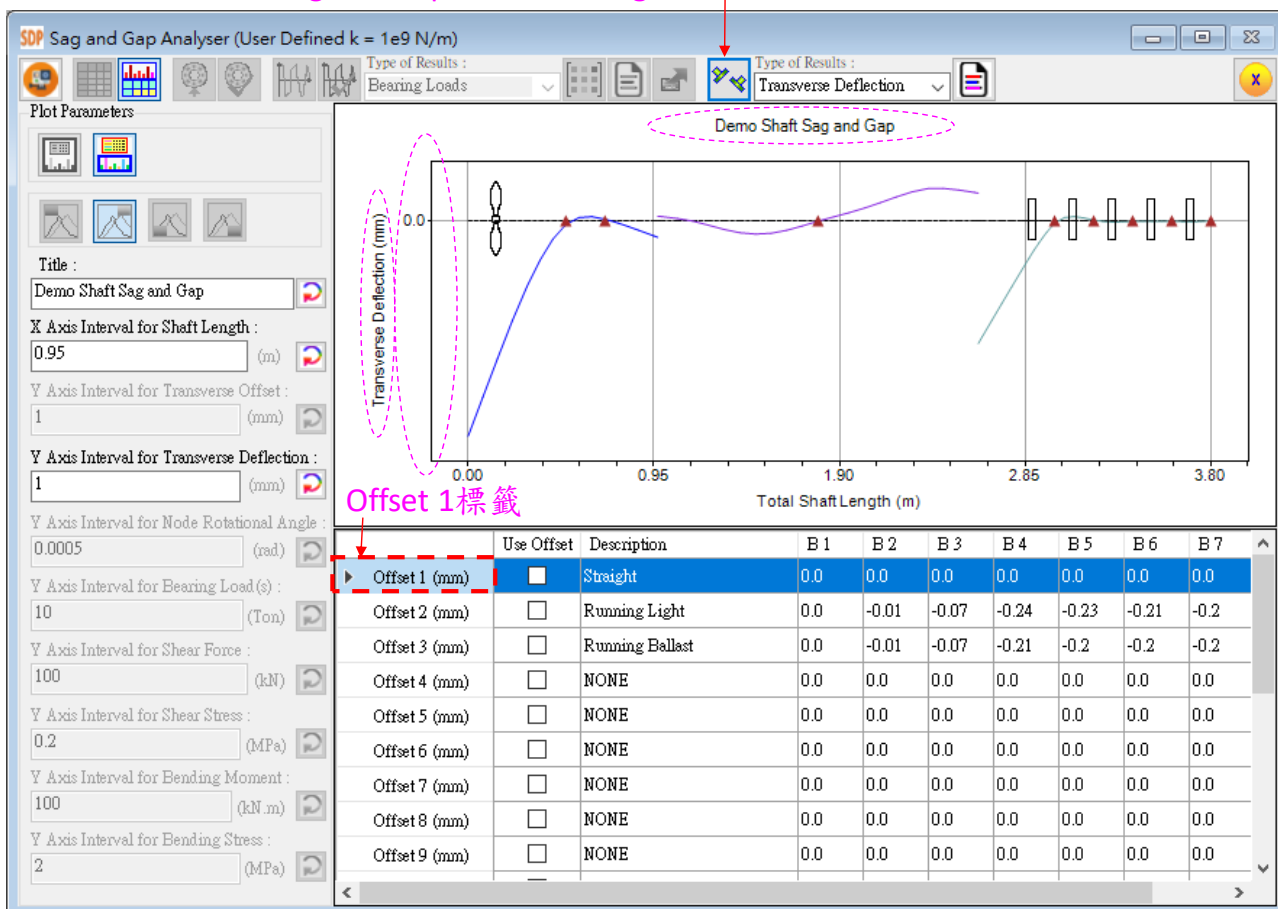 SDP Sag and Gap Analyser (User Defined k = 1e9 N/m)
Type of Results :
Bearing Loads
Type of Results :
Transverse Deflection
X
Plot Parameters
Title :
Demo Shaft Sag and Gap
X Axis Interval for Shaft Length :
0.95 (m)
Y Axis Interval for Transverse Offset :
1 (mm)
Y Axis Interval for Transverse Deflection :
1 (mm)
Y Axis Interval for Node Rotational Angle :
0.0005 (rad)
Y Axis Interval for Bearing Load(s) :
10 (Ton)
Y Axis Interval for Shear Force :
100 (kN)
Y Axis Interval for Shear Stress :
0.2 (MPa)
Y Axis Interval for Bending Moment :
100 (kN.m)
Y Axis Interval for Bending Stress :
2 (MPa)
Demo Shaft Sag and Gap
Transverse Deflection (mm)
0.0
0.00 0.95 1.90 2.85 3.80
Total Shaft Length (m)
Offset 1標籤
Use Offset Description B 1 B 2 B 3 B 4 B 5 B 6 B 7
Offset 1 (mm) Straight 0.0 0.0 0.0 0.0 0.0 0.0 0.0
Offset 2 (mm) Running Light 0.0 -0.01 -0.07 -0.24 -0.23 -0.21 -0.2
Offset 3 (mm) Running Ballast 0.0 -0.01 -0.07 -0.21 -0.2 -0.2 -0.2
Offset 4 (mm) NONE 0.0 0.0 0.0 0.0 0.0 0.0 0.0
Offset 5 (mm) NONE 0.0 0.0 0.0 0.0 0.0 0.0 0.0
Offset 6 (mm) NONE 0.0 0.0 0.0 0.0 0.0 0.0 0.0
Offset 7 (mm) NONE 0.0 0.0 0.0 0.0 0.0 0.0 0.0
Offset 8 (mm) NONE 0.0 0.0 0.0 0.0 0.0 0.0 0.0
Offset 9 (mm) NONE 0.0 0.0 0.0 0.0 0.0 0.0 0.0